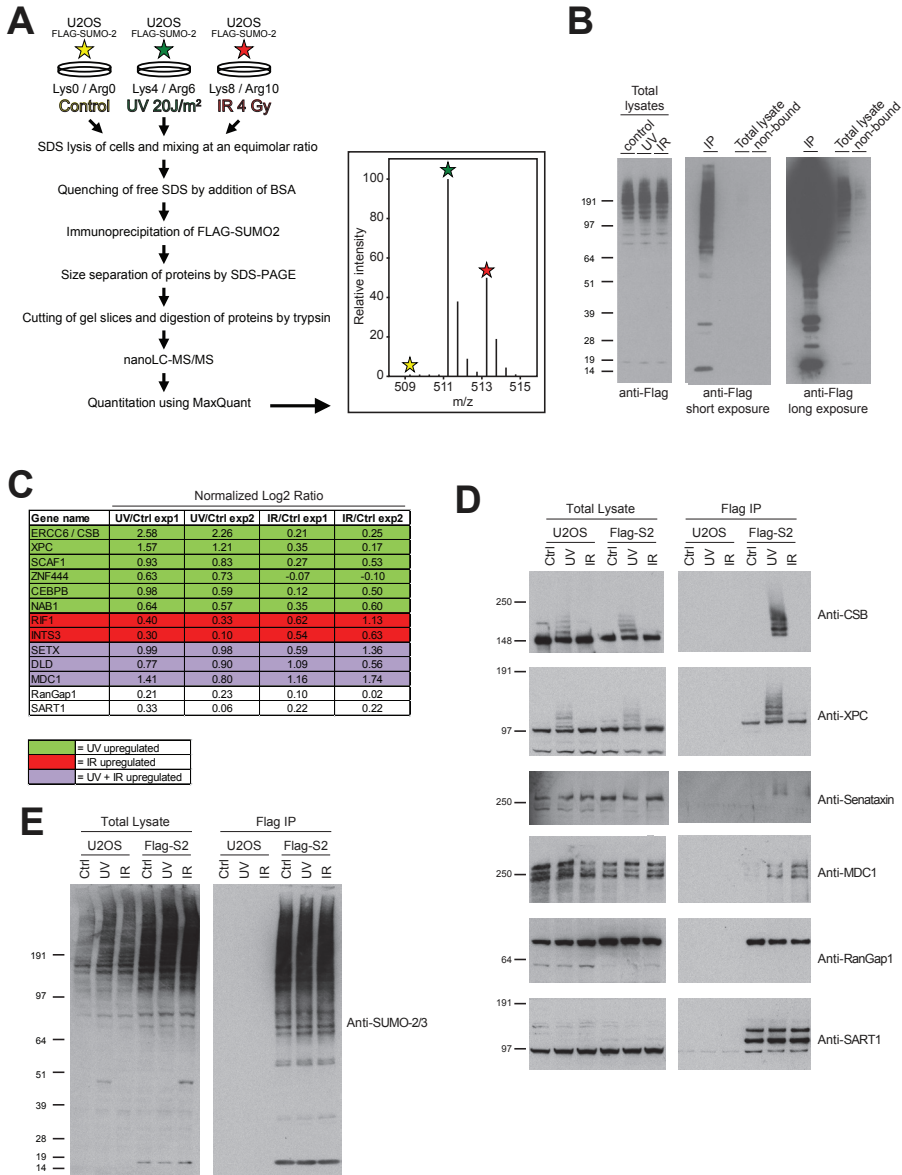 A
U2OS U2OS U2OS
FLAG-SUMO-2 FLAG-SUMO-2 FLAG-SUMO-2
Lys0 / Arg0 Lys4 / Arg6 Lys8 / Arg10
Control UV 20J/m² IR 4 Gy
SDS lysis of cells and mixing at an equimolar ratio
Quenching of free SDS by addition of BSA
Immunoprecipitation of FLAG-SUMO2
Size separation of proteins by SDS-PAGE
Cutting of gel slices and digestion of proteins by trypsin
nanoLC-MS/MS
Quantitation using MaxQuant
Relative intensity
100
80
60
40
20
0
509 511 513 515
m/z
B
Total
lysates
control UV IR
IP Total lysate non-bound
IP Total lysate non-bound
191
97
64
51
39
28
19
14
anti-Flag
anti-Flag
short exposure
anti-Flag
long exposure
C
Normalized Log2 Ratio
Gene name UV/Ctrl exp1 UV/Ctrl exp2 IR/Ctrl exp1 IR/Ctrl exp2
ERCC6 / CSB 2.58 2.26 0.21 0.25
XPC 1.57 1.21 0.35 0.17
SCAF1 0.93 0.83 0.27 0.53
ZNF444 0.63 0.73 -0.07 -0.10
CEBPB 0.98 0.59 0.12 0.50
NAB1 0.64 0.57 0.35 0.60
RIF1 0.40 0.33 0.62 1.13
INTS3 0.30 0.10 0.54 0.63
SETX 0.99 0.98 0.59 1.36
DLD 0.77 0.90 1.09 0.56
MDC1 1.41 0.80 1.16 1.74
RanGap1 0.21 0.23 0.10 0.02
SART1 0.33 0.06 0.22 0.22
= UV upregulated
= IR upregulated
= UV + IR upregulated
D
Total Lysate Flag IP
U2OS Flag-S2 U2OS Flag-S2
Ctrl UV IR Ctrl UV IR Ctrl UV IR Ctrl UV IR
250
148
Anti-CSB
191
97
Anti-XPC
250
Anti-Senataxin
250
Anti-MDC1
64
Anti-RanGap1
191
97
Anti-SART1
E
Total Lysate Flag IP
U2OS Flag-S2 U2OS Flag-S2
Ctrl UV IR Ctrl UV IR Ctrl UV IR Ctrl UV IR
191
97
64
51
39
28
19
14
Anti-SUMO-2/3